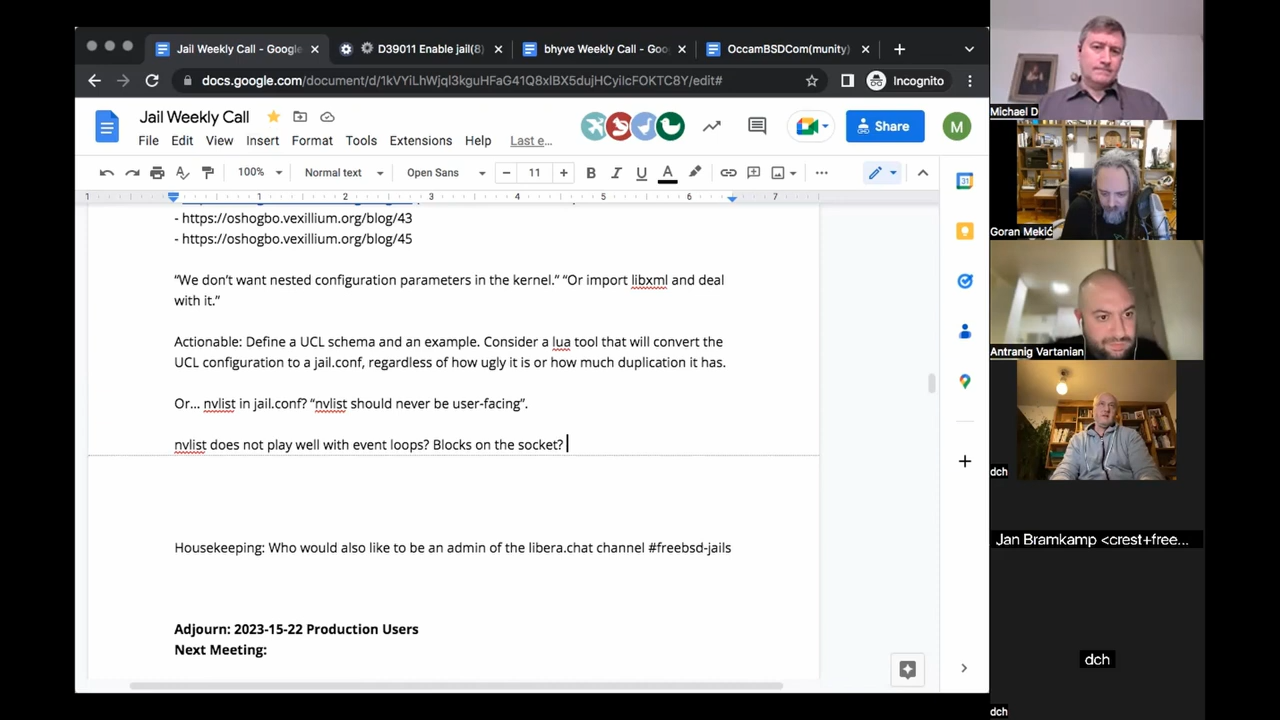 Jail Weekly Call - Google
D39011 Enable jail(8)
bhyve Weekly Call - Goo
OccamBSDCom(munity)
docs.google.com/document/d/1kVYiLhWjql3kguHFaG41Q8xIBX5dujHCyilcFOKTC8Y/edit#
Incognito
Jail Weekly Call
File Edit View Insert Format Tools Extensions Help Last e...
Share
M
100% Normal text Open Sans 11 B I U A
1 1 2 3 4 5 6 7
- https://oshogbo.vexillium.org/blog/43
- https://oshogbo.vexillium.org/blog/45
“We don’t want nested configuration parameters in the kernel.” “Or import libxml and deal
with it.”
Actionable: Define a UCL schema and an example. Consider a lua tool that will convert the
UCL configuration to a jail.conf, regardless of how ugly it is or how much duplication it has.
Or... nvlist in jail.conf? “nvlist should never be user-facing”.
nvlist does not play well with event loops? Blocks on the socket?
Housekeeping: Who would also like to be an admin of the libera.chat channel #freebsd-jails
Adjourn: 2023-15-22 Production Users
Next Meeting:
Michael D
Goran Mekić
Antranig Vartanian
dch
Jan Bramkamp <crest+free...
dch
dch